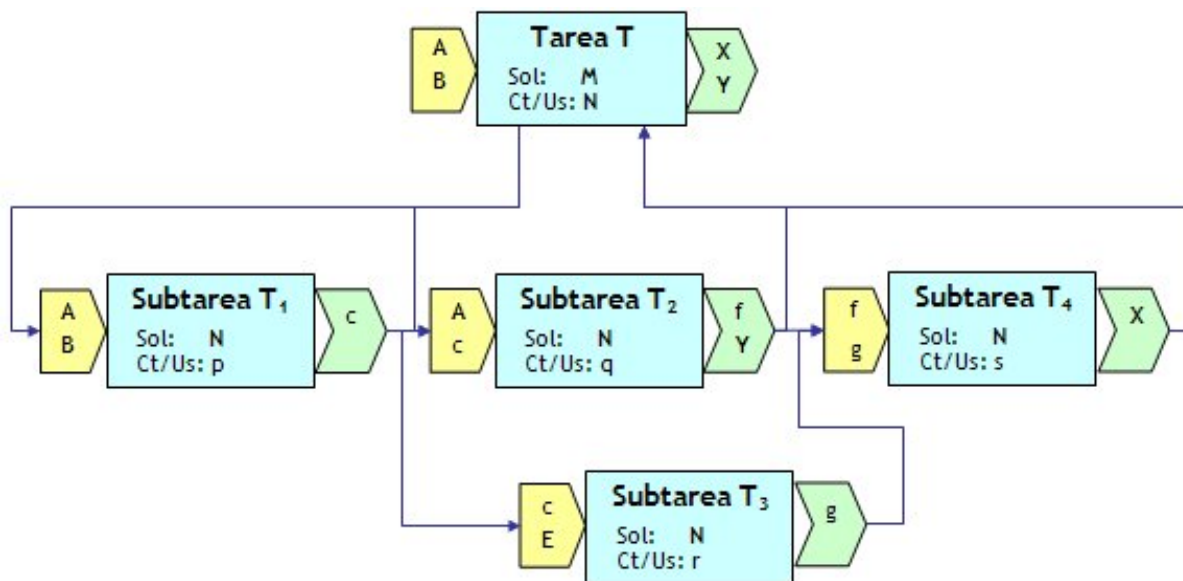 A
B
Tarea T
Sol: M
Ct/Us: N
X
Y
A
B
Subtarea T₁
Sol: N
Ct/Us: p
c
A
c
Subtarea T₂
Sol: N
Ct/Us: q
f
Y
f
g
Subtarea T₄
Sol: N
Ct/Us: s
X
c
E
Subtarea T₃
Sol: N
Ct/Us: r
g